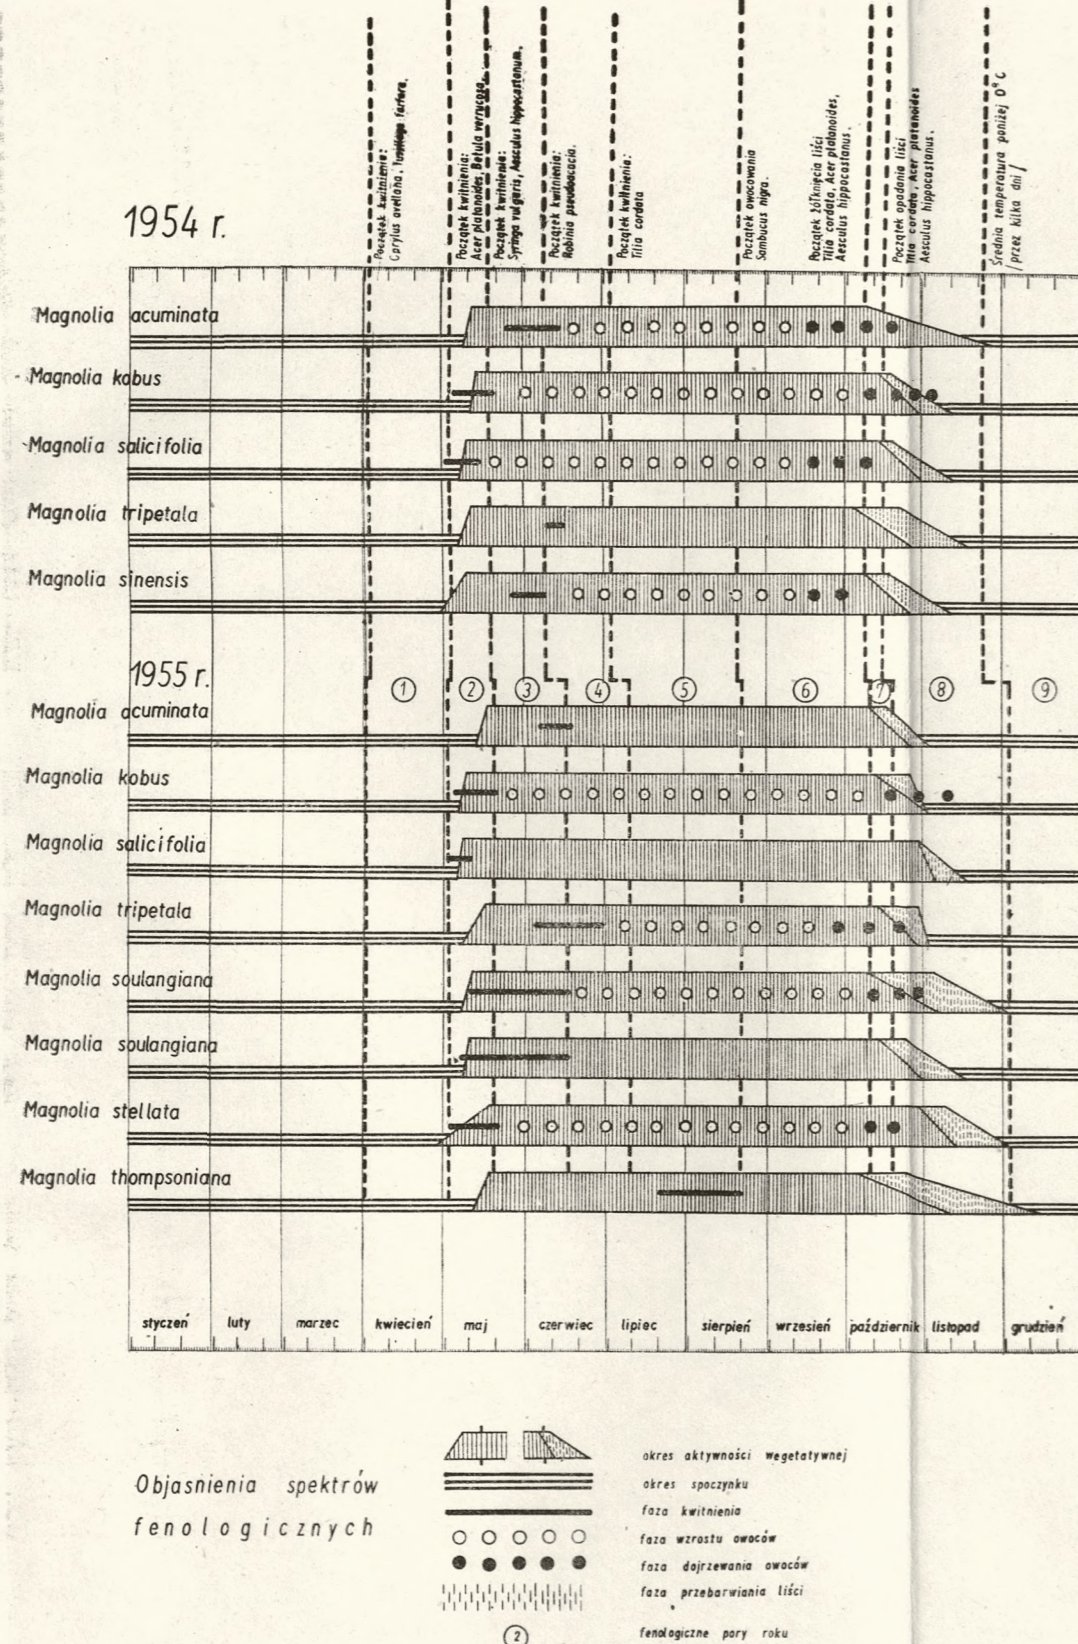 1954 r.
Początek kwitnienia:
Corylus avellana, Tussilago farfara.
Początek kwitnienia:
Acer platanoides, Betula verrucosa.
Początek kwitnienia:
Syringa vulgaris, Aesculus hippocastanum.
Początek kwitnienia:
Robinia pseudoacacia.
Początek kwitnienia:
Tilia cordata
Początek owocowania
Sambucus nigra.
Początek żółknięcia liści
Tilia cordata, Acer platanoides,
Aesculus hippocastanus.
Początek opadania liści
Tilia cordata, Acer platanoides
Aesculus hippocastanus.
Średnia temperatura poniżej 0°C
/przez kilka dni/
Magnolia acuminata
Magnolia kobus
Magnolia salicifolia
Magnolia tripetala
Magnolia sinensis
1955 r.
1 2 3 4 5 6 7 8 9
Magnolia acuminata
Magnolia kobus
Magnolia salicifolia
Magnolia tripetala
Magnolia soulangiana
Magnolia soulangiana
Magnolia stellata
Magnolia thompsoniana
styczeń luty marzec kwiecień maj czerwiec lipiec sierpień wrzesień październik listopad grudzień
Objasnienia spektrów
fenologicznych
okres aktywności wegetatywnej
okres spoczynku
faza kwitnienia
faza wzrostu owoców
faza dojrzewania owoców
faza przebarwiania liści
2 fenologiczne pory roku